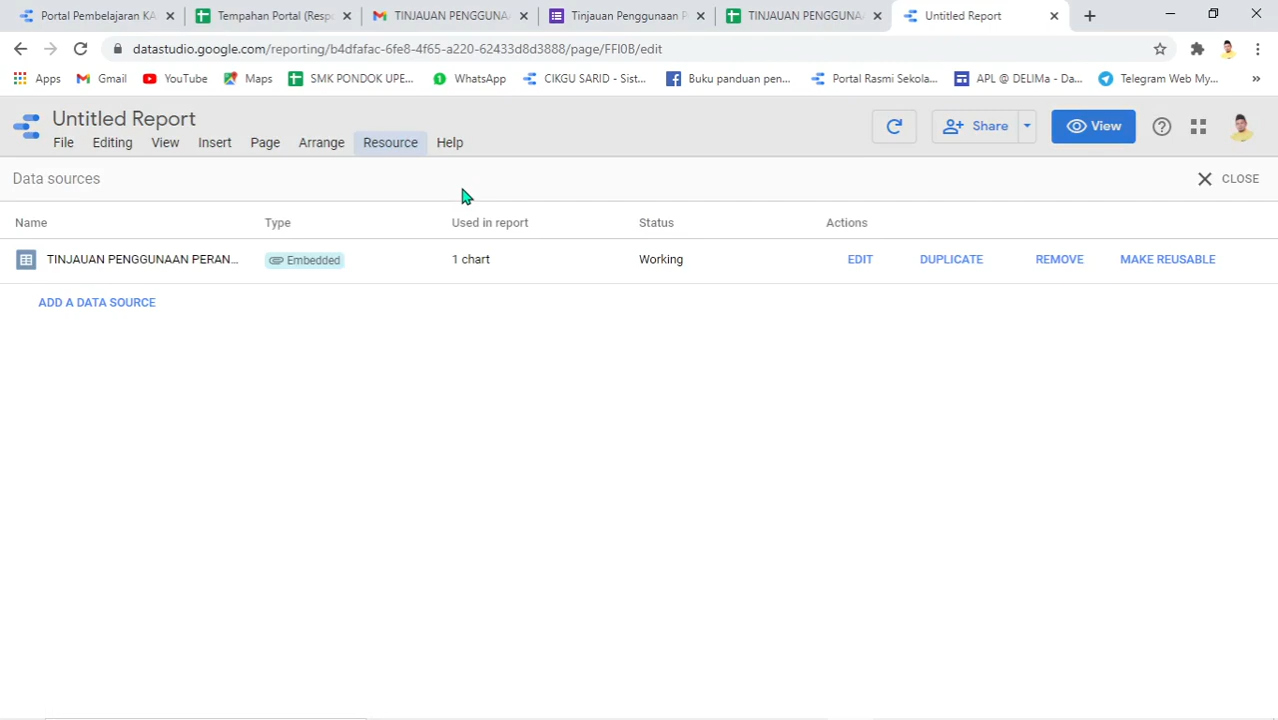 Portal Pembelajaran KA
Tempahan Portal (Resp
TINJAUAN PENGGUNA
Tinjauan Penggunaan P
TINJAUAN PENGGUNA
Untitled Report
datastudio.google.com/reporting/b4dfafac-6fe8-4f65-a220-62433d8d3888/page/FFI0B/edit
Apps
Gmail
YouTube
Maps
SMK PONDOK UPE...
WhatsApp
CIKGU SARID - Sist...
Buku panduan pen...
Portal Rasmi Sekola...
APL @ DELIMa - Da...
Telegram Web My...
»
Untitled Report
File Editing View Insert Page Arrange Resource Help
Share
View
Data sources
CLOSE
Name Type Used in report Status Actions
TINJAUAN PENGGUNAAN PERAN... Embedded 1 chart Working EDIT DUPLICATE REMOVE MAKE REUSABLE
ADD A DATA SOURCE